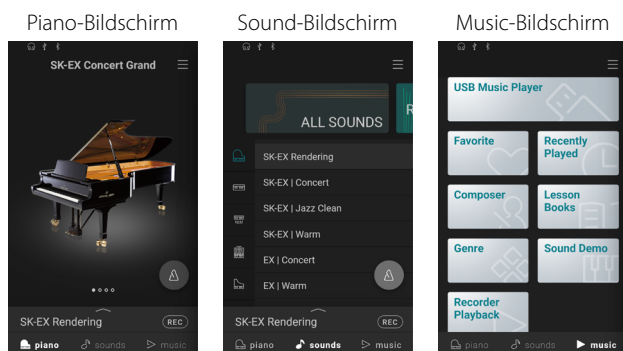 Piano-Bildschirm
SK-EX Concert Grand
SK-EX Rendering
REC
piano
sounds
music
Sound-Bildschirm
ALL SOUNDS
R
SK-EX Rendering
SK-EX | Concert
SK-EX | Jazz Clean
SK-EX | Warm
EX | Concert
EX | Warm
SK-EX Rendering
REC
piano
sounds
music
Music-Bildschirm
USB Music Player
Favorite
Recently
Played
Composer
Lesson
Books
Genre
Sound Demo
Recorder
Playback
piano
sounds
music